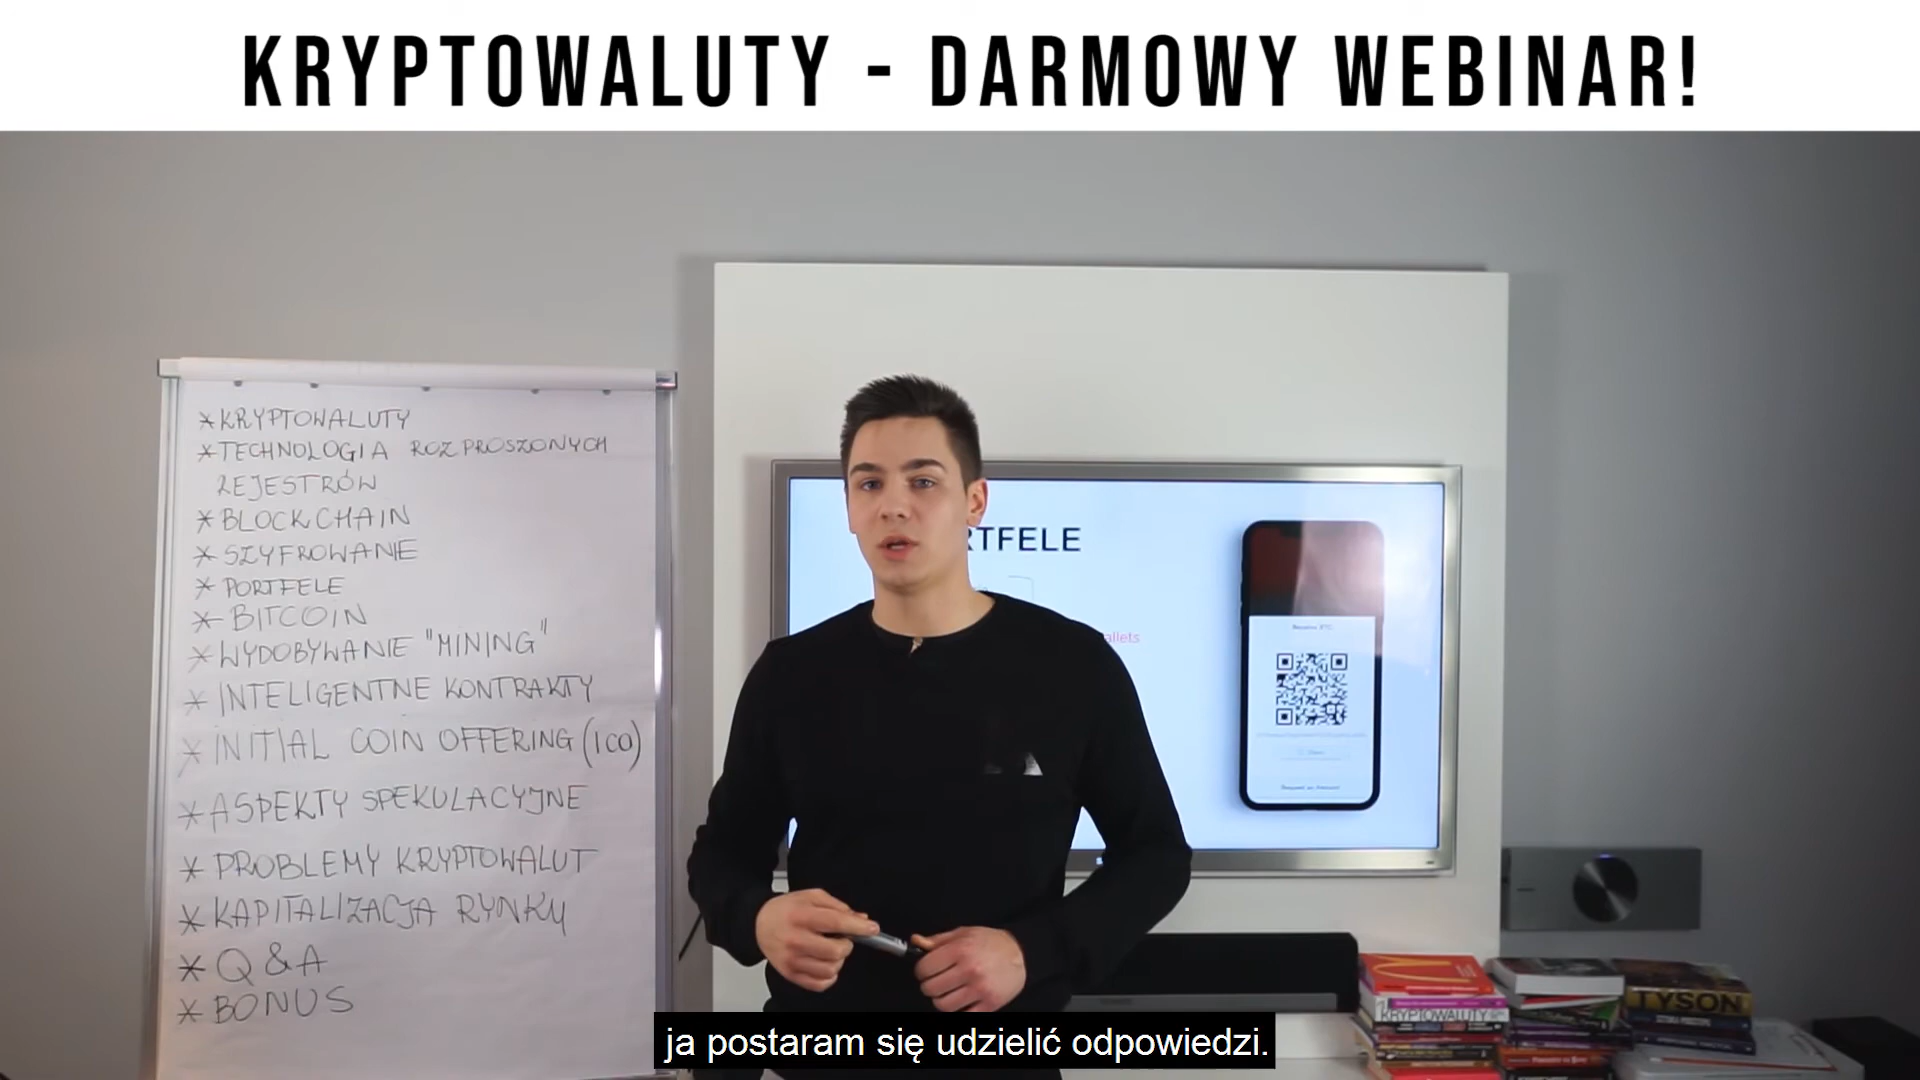 KRYPTOWALUTY - DARMOWY WEBINAR!
*KRYPTOWALUTY
*TECHNOLOGIA ROZPROSZONYCH
REJESTRÓW
*BLOCKCHAIN
*SZYFROWANIE
*PORTFELE
*BITCOIN
*WYDOBYWANIE "MINING"
*INTELIGENTNE KONTRAKTY
*INITIAL COIN OFFERING (ICO)
*ASPEKTY SPEKULACYJNE
*PROBLEMY KRYPTOWALUT
*KAPITALIZACJA RYNKU
*Q&A
*BONUS
RTFELE
allets
KRYPTOWALUTY
TYSON
ja postaram się udzielić odpowiedzi.